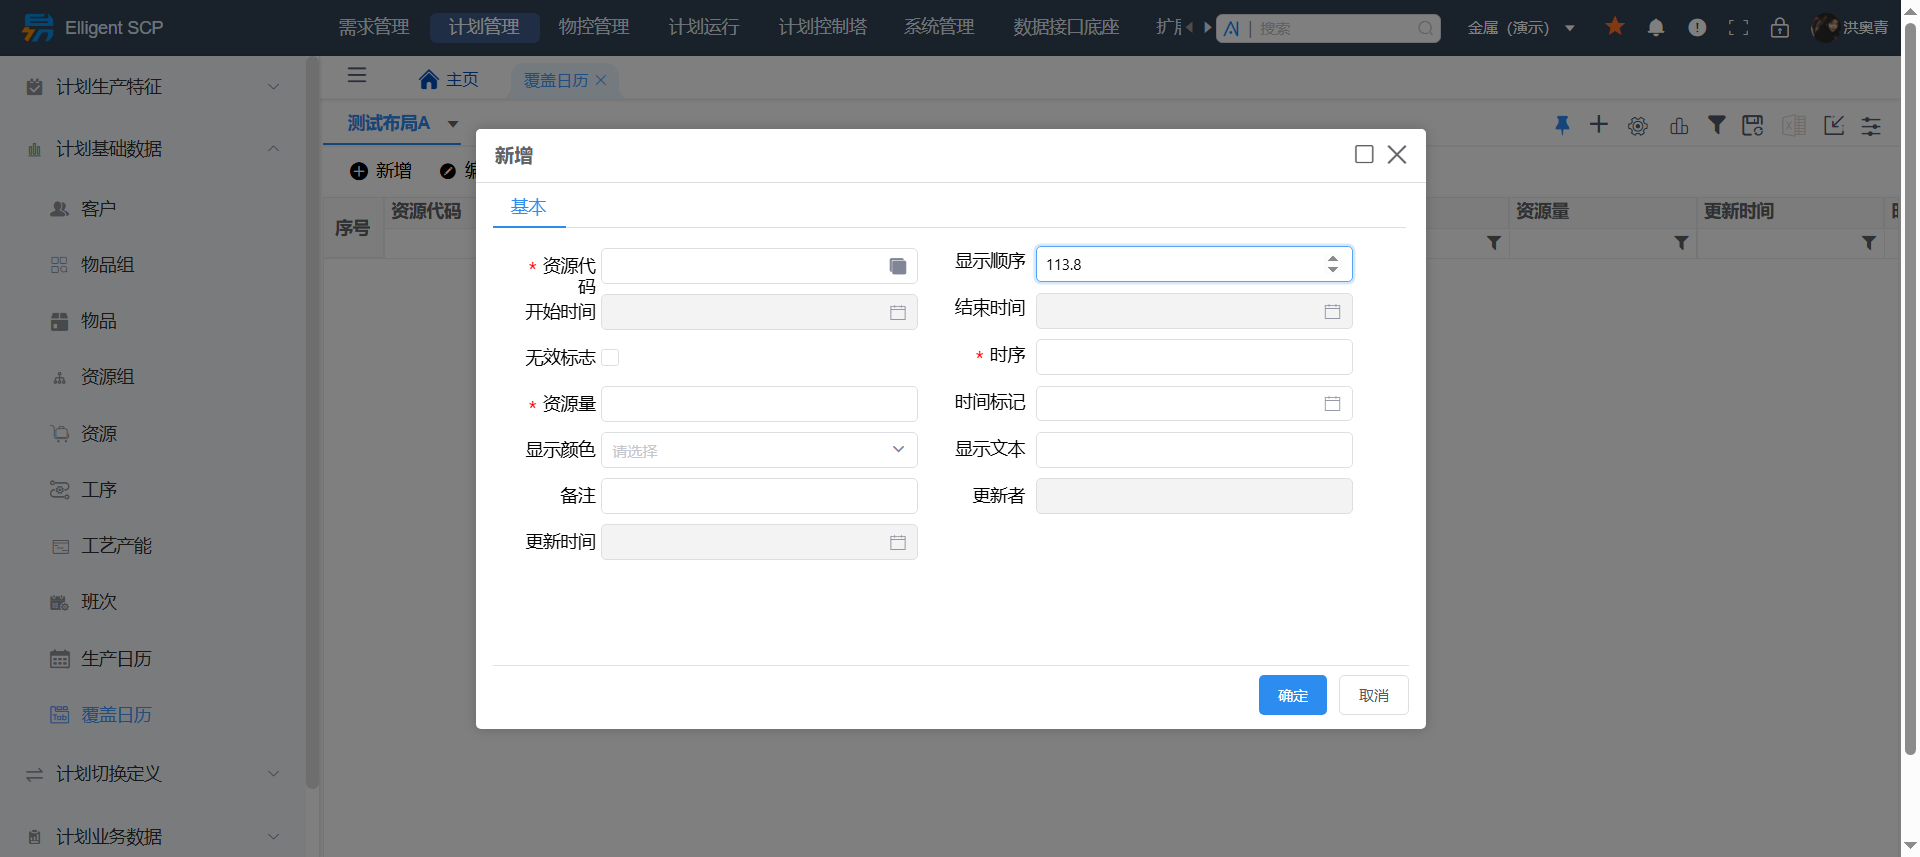 Elligent SCP
需求管理 计划管理 物控管理 计划运行 计划控制塔 系统管理 数据接口底座
搜索
金属（演示）
洪奥青
计划生产特征
计划基础数据
客户
物品组
物品
资源组
资源
工序
工艺产能
班次
生产日历
覆盖日历
计划切换定义
计划业务数据
主页 覆盖日历
测试布局A
新增
序号 资源代码 资源量 更新时间
新增
基本
* 资源代
码
显示顺序 113.8
开始时间
结束时间
无效标志
* 时序
* 资源量
时间标记
显示颜色 请选择
显示文本
备注
更新者
更新时间
确定 取消